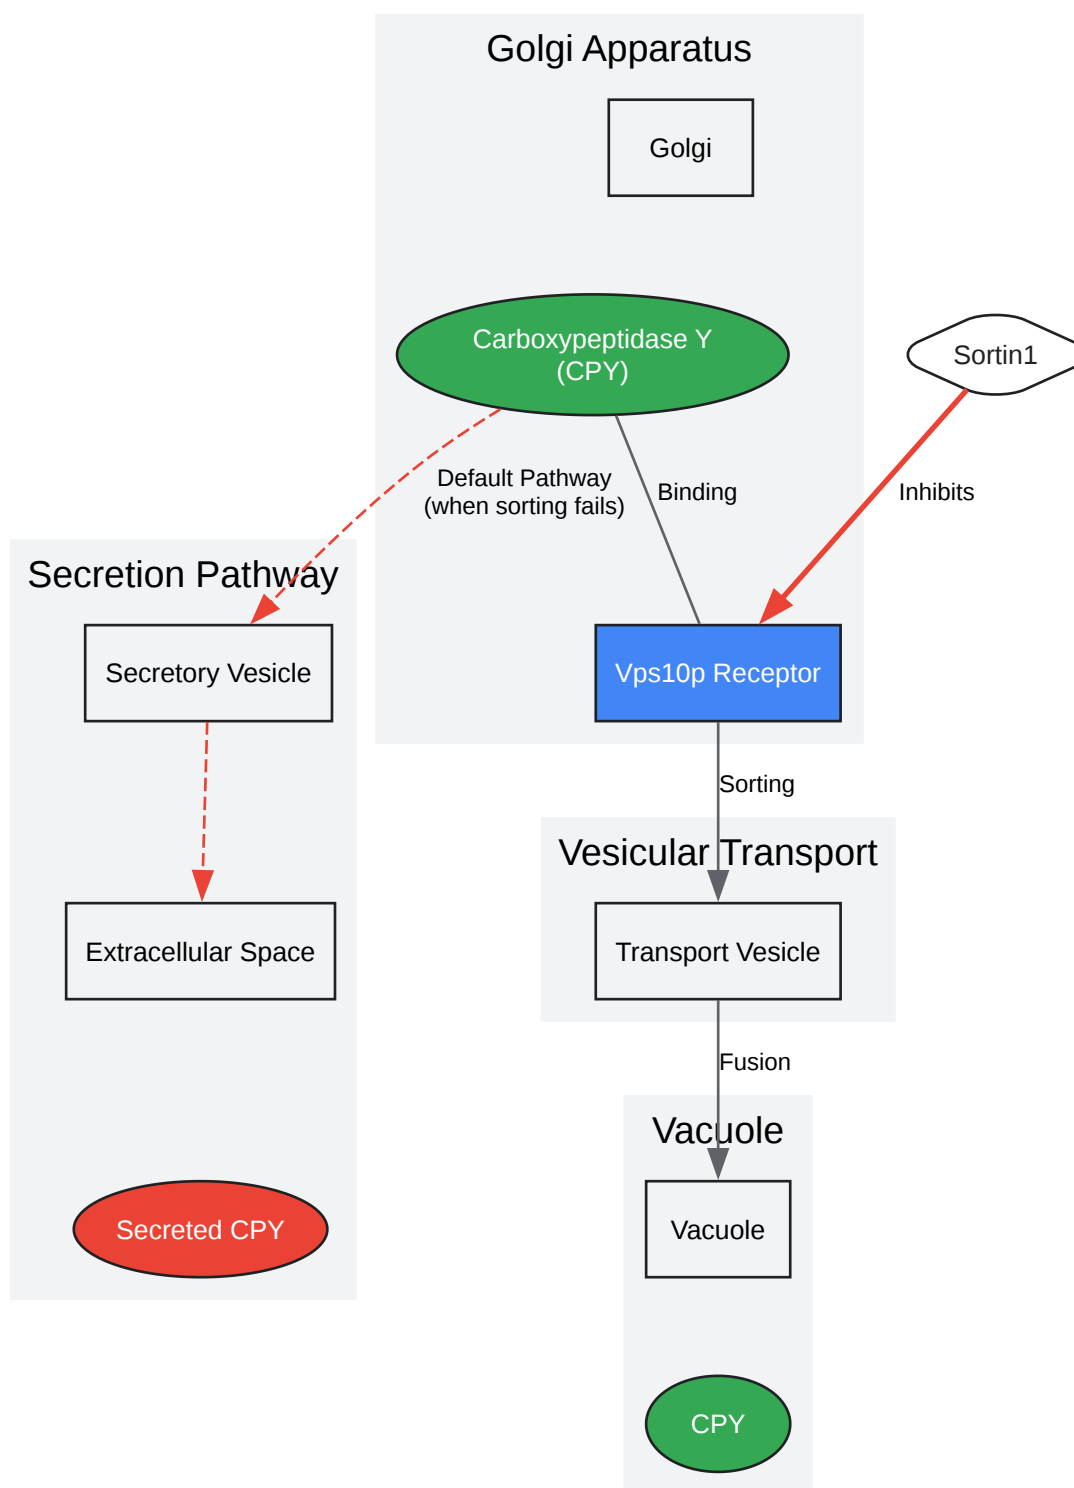 Golgi Apparatus
Golgi
Carboxypeptidase Y
(CPY)
Sortin1
Default Pathway
(when sorting fails)
Binding
Inhibits
Secretion Pathway
Secretory Vesicle
Vps10p Receptor
Sorting
Vesicular Transport
Extracellular Space
Transport Vesicle
Fusion
Vacuole
Vacuole
Secreted CPY
CPY